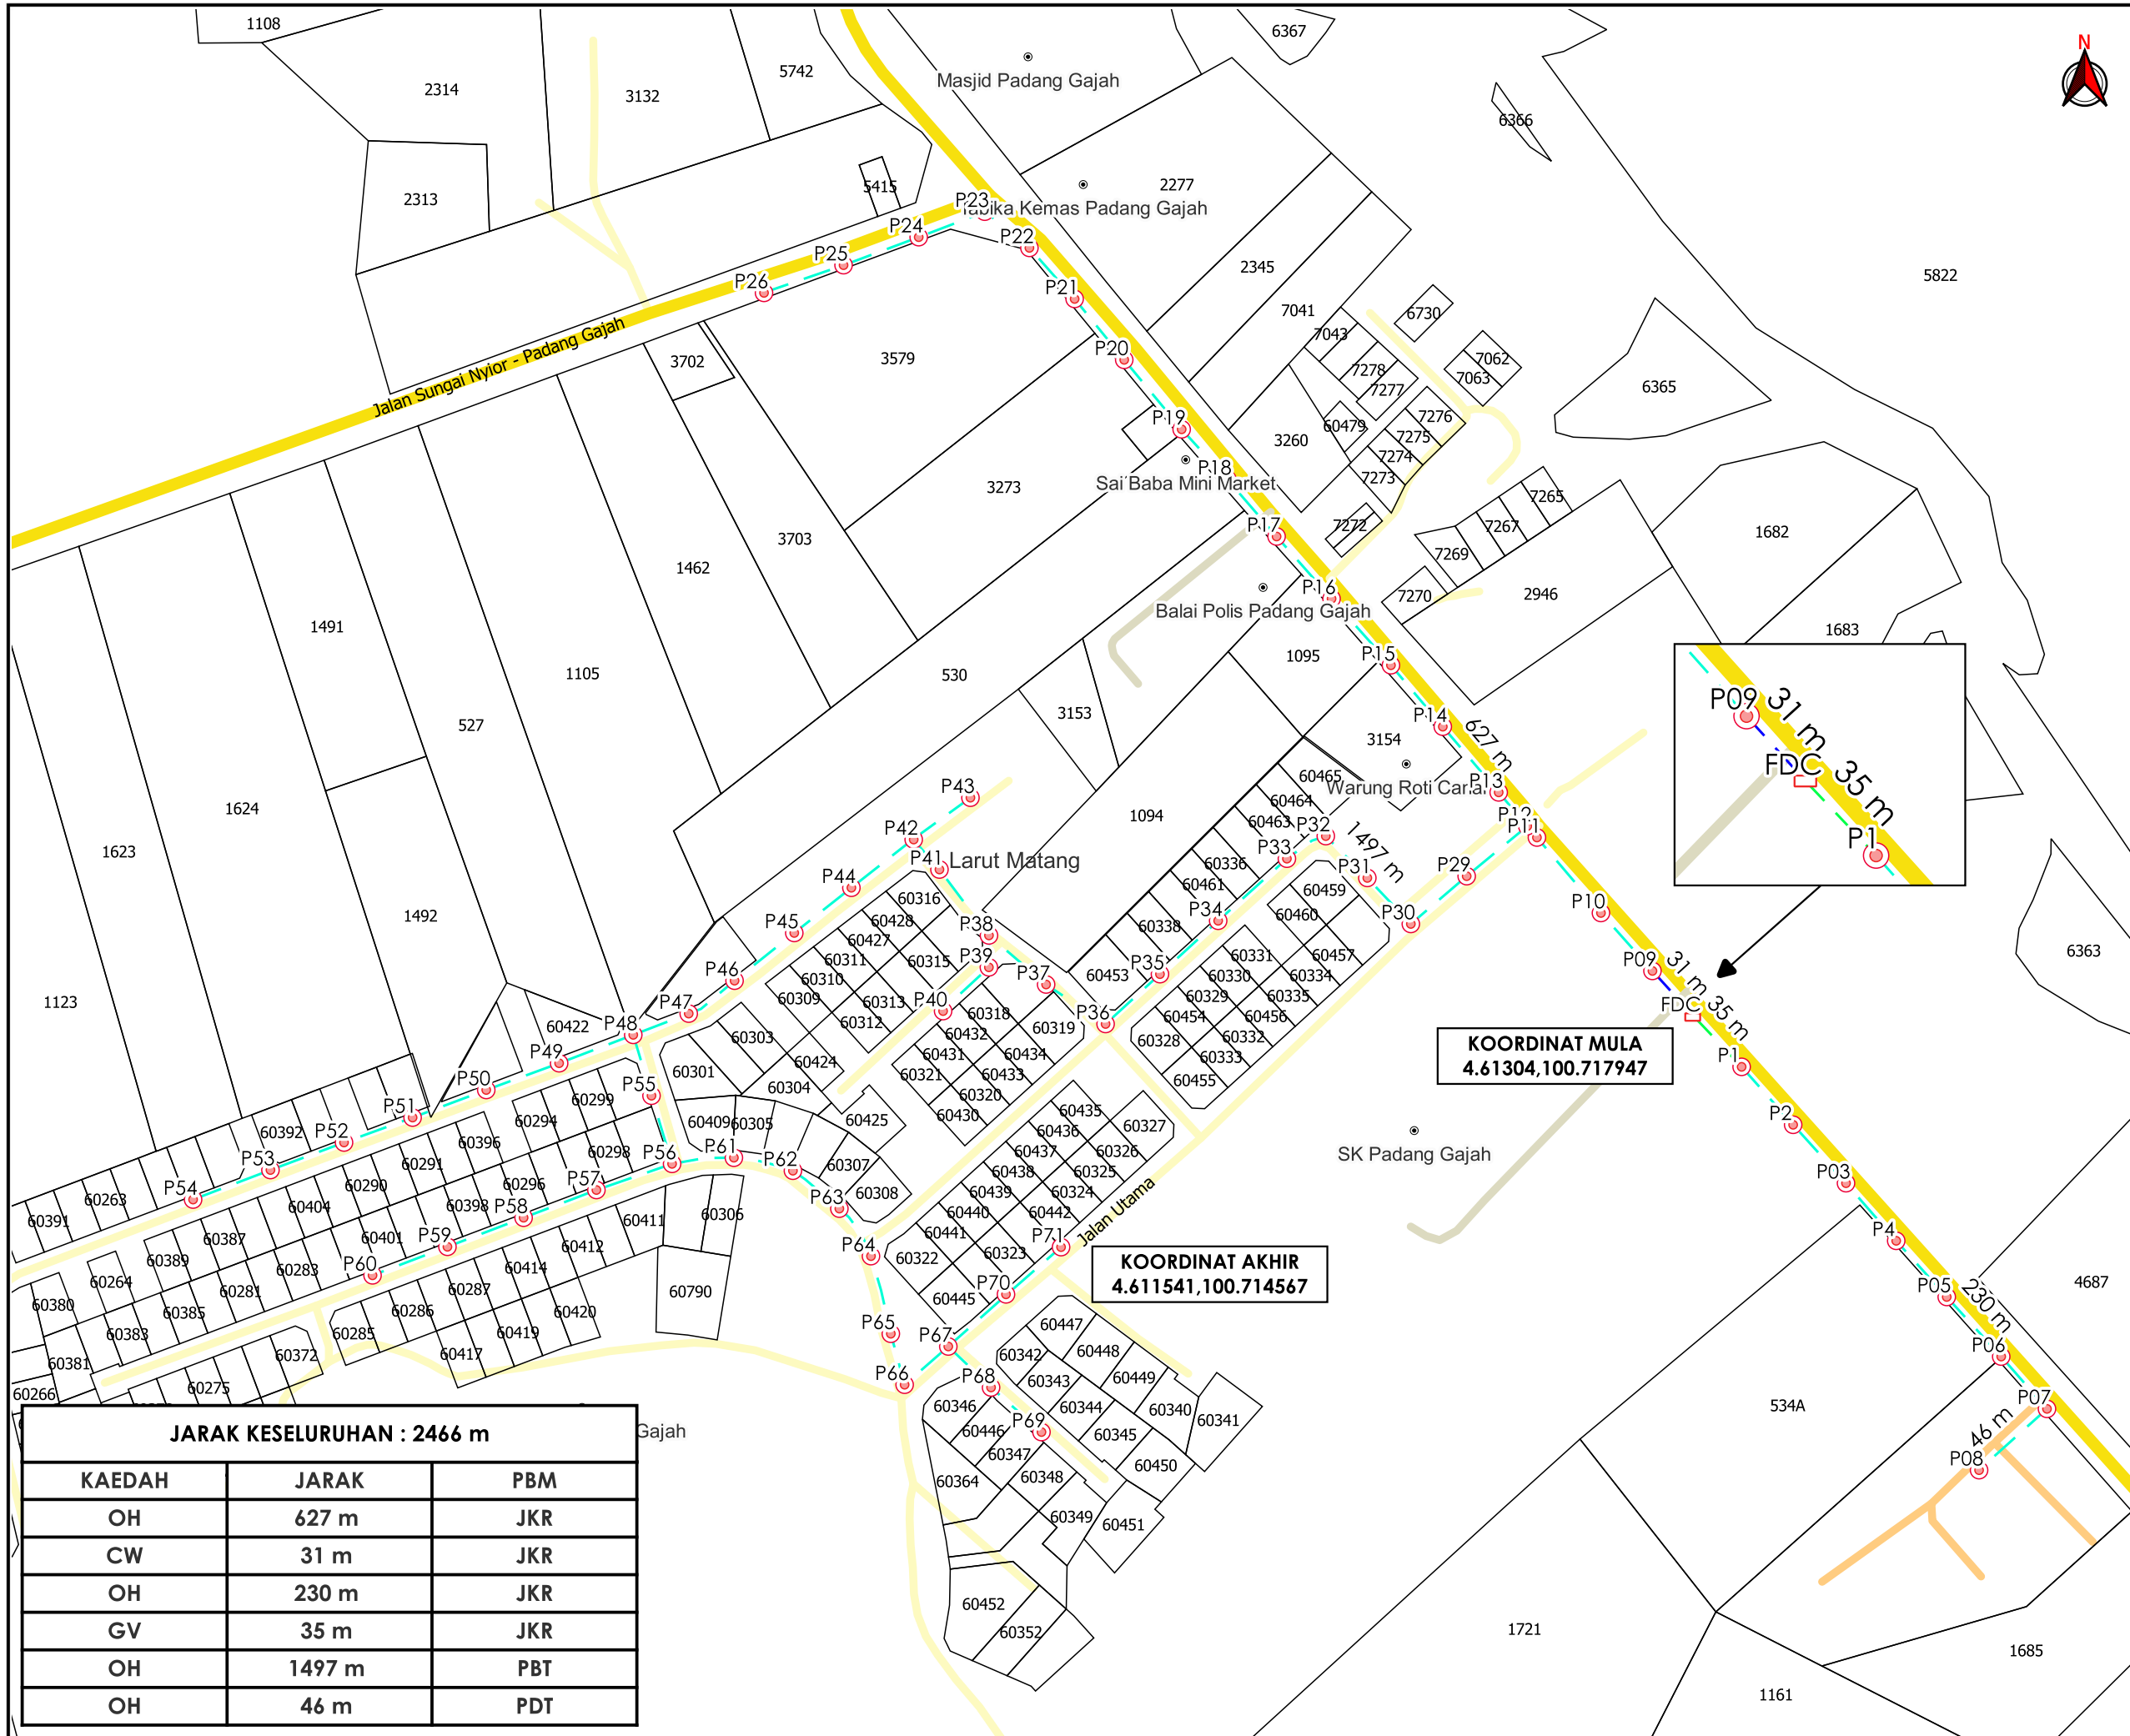 1108
2314
3132
5742
Masjid Padang Gajah
6367
N
6366
2313
5415
2277
P23
Tabika Kemas Padang Gajah
P24
P22
P25
P26
P21
2345
5822
7041
6730
7043
Jalan Sungai Nyior - Padang Gajah
3702
3579
P20
7278
7062
7063
7277
6365
P19
60479
7276
7275
3260
7274
7273
P18
Sai Baba Mini Market
3273
7265
7267
7272
P17
7269
1682
3703
1462
P16
7270
2946
Balai Polis Padang Gajah
1491
1683
1105
530
1095
P15
527
3153
P14
627 m
3154
P09
31 m
FDC
35 m
P1
Warung Roti Canai
P13
P12
P11
60465
60464
60463
P43
1624
1094
P42
P32
1497 m
1623
P41
Larut Matang
P33
P31
P29
60336
60461
P44
60316
60459
1492
60428
60460
P30
P10
P45
60427
P38
60338
P34
60311
60315
60331
60457
6363
P46
60310
P39
P37
60453
P35
60330
60334
P09
31 m
1123
60309
60313
60329
60335
P47
60312
P40
60318
P36
60454
60456
FDC
35 m
60422
P48
60303
60432
60319
60328
60332
KOORDINAT MULA
4.61304,100.717947
P49
60424
60431
60434
60333
P1
60301
60321
60433
60455
P50
P55
60304
60320
60299
60430
60435
P51
60294
60409
60305
60425
60436
60327
P2
60392
P52
60396
60298
60437
60326
SK Padang Gajah
P53
60291
P56
P61
P62
60307
60438
60325
60290
60296
P57
60308
60439
60324
P03
P54
60263
60404
60398
P58
P63
60440
60442
60391
60387
60401
60411
60306
60441
P71
Jalan Utama
P4
60389
P59
60412
P64
60322
60323
60264
60283
P60
60414
KOORDINAT AKHIR
4.611541,100.714567
60281
60287
60790
P70
P05
4687
60380
60385
60286
60420
60445
230 m
60383
60285
60419
P65
P67
60447
P06
60381
60372
60417
60342
60448
60266
60275
P66
P68
60343
60449
P07
60346
60344
60340
60341
534A
P69
60446
60345
46 m
Gajah
60347
60450
P08
60364
60348
60349
60451
60452
60352
1721
1685
1161
JARAK KESELURUHAN : 2466 m
KAEDAH JARAK PBM
OH 627 m JKR
CW 31 m JKR
OH 230 m JKR
GV 35 m JKR
OH 1497 m PBT
OH 46 m PDT